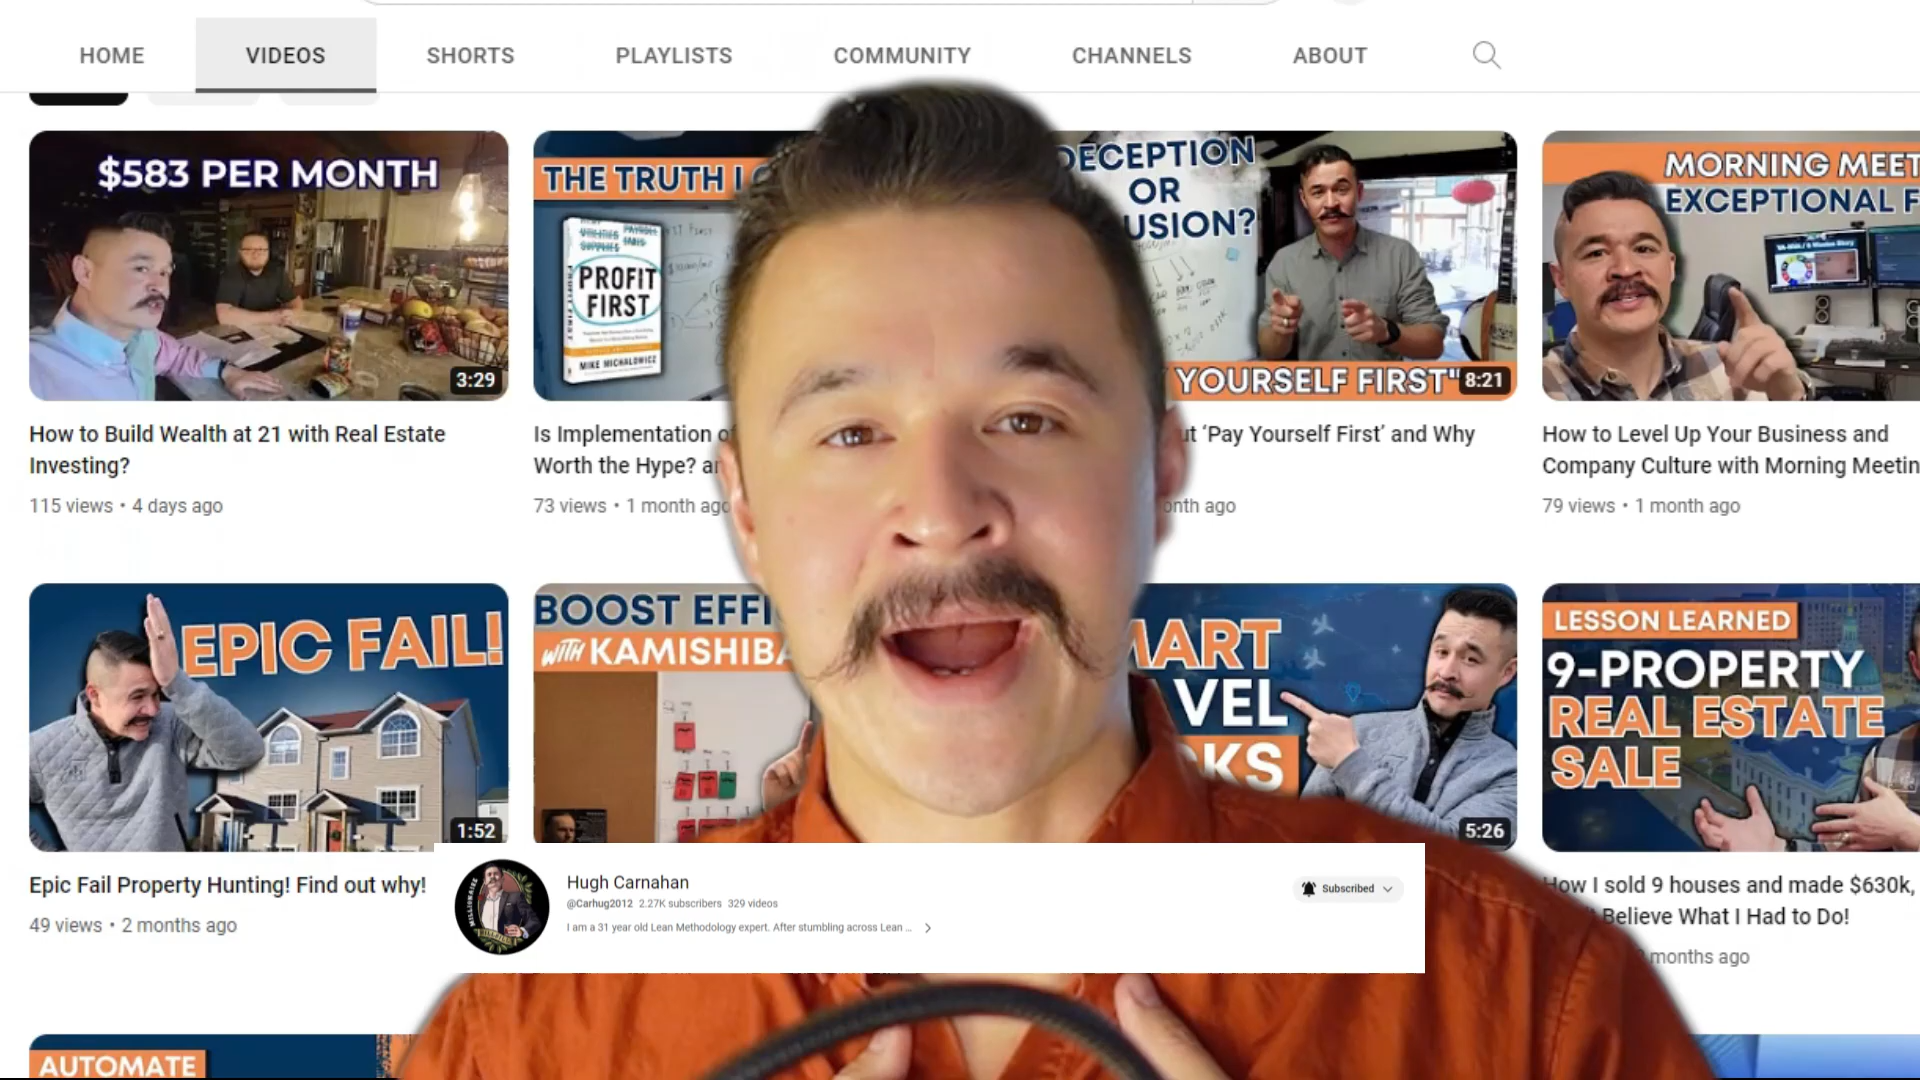 HOME VIDEOS SHORTS PLAYLISTS COMMUNITY CHANNELS ABOUT
$583 PER MONTH
3:29
How to Build Wealth at 21 with Real Estate
Investing?
115 views • 4 days ago
THE TRUTH
PROFIT
FIRST
MIKE MICHALOWICZ
Is Implementation
Worth the Hype?
73 views • 1 month ago
DECEPTION
OR
USION?
YOURSELF FIRST"
8:21
‘Pay Yourself First’ and Why
ago
MORNING MEET
EXCEPTIONAL F
How to Level Up Your Business and
Company Culture with Morning Meetin
79 views • 1 month ago
EPIC FAIL!
1:52
Epic Fail Property Hunting! Find out why!
49 views • 2 months ago
BOOST EFFI
WITH KAMISHIBA
MART
VEL
KS
5:26
LESSON LEARNED
9-PROPERTY
REAL ESTATE
SALE
How I sold 9 houses and made $630k,
Believe What I Had to Do!
months ago
MILLIONAIRE
Hugh Carnahan
@Carhug2012 2.27K subscribers 329 videos
I am a 31 year old Lean Methodology expert. After stumbling across Lean ...
Subscribed
AUTOMATE